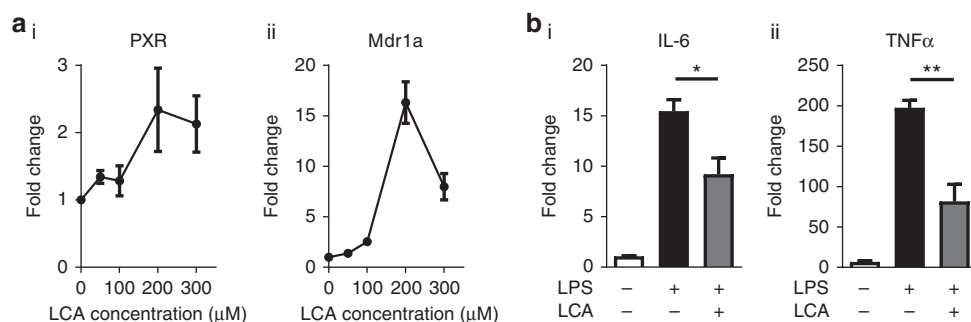 a i PXR
Fold change
3
2
1
0
0 100 200 300
LCA concentration (μM)
ii Mdr1a
Fold change
20
15
10
5
0
0 100 200 300
LCA concentration (μM)
b i IL-6
Fold change
20
15
10
5
0
*
LPS – + +
LCA – – +
ii TNFα
Fold change
250
200
150
100
50
0
**
LPS – + +
LCA – – +